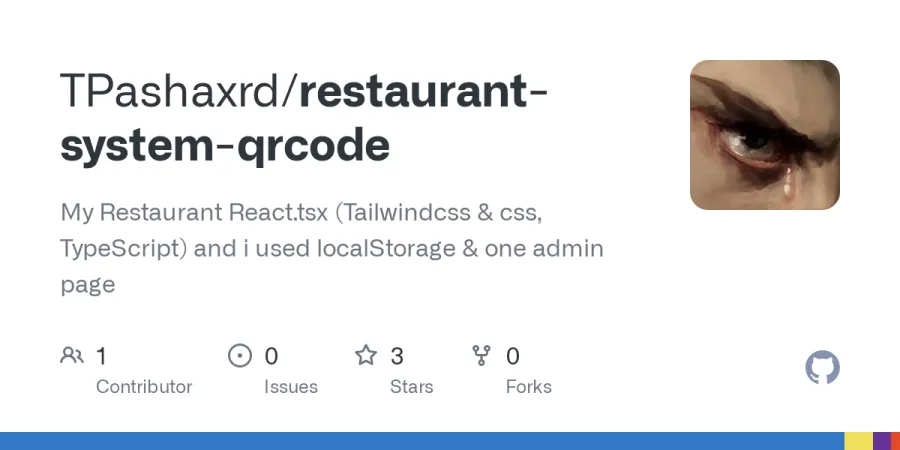 TPashaxrd/restaurant-
system-qrcode
My Restaurant React.tsx (Tailwindcss & css,
TypeScript) and i used localStorage & one admin
page
1
Contributor
0
Issues
3
Stars
0
Forks